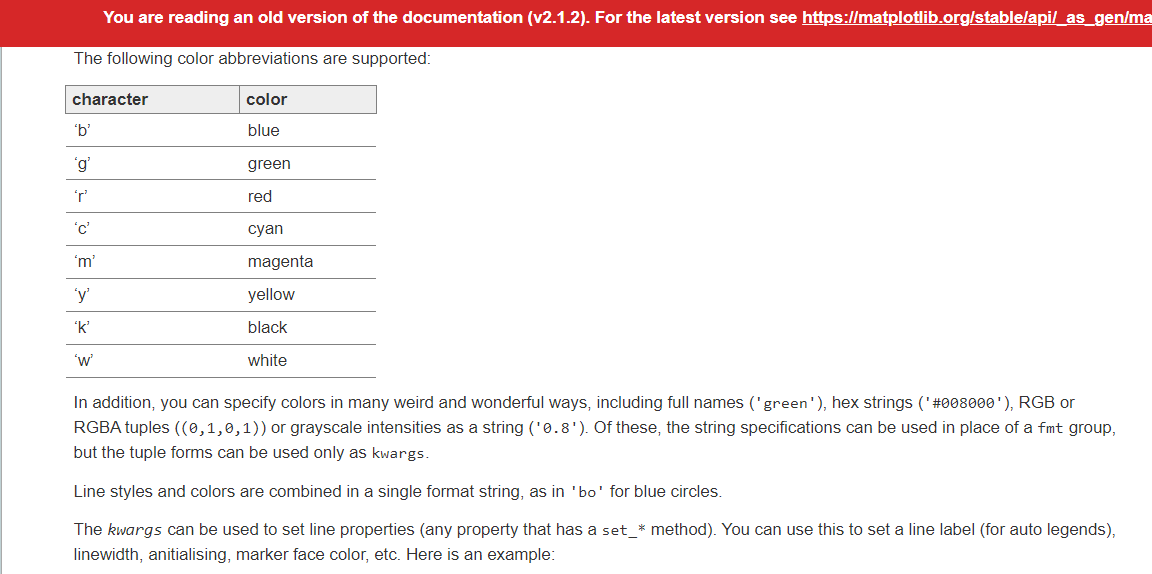 You are reading an old version of the documentation (v2.1.2). For the latest version see https://matplotlib.org/stable/api/_as_gen/ma
The following color abbreviations are supported:
character color
‘b’ blue
‘g’ green
‘r’ red
‘c’ cyan
‘m’ magenta
‘y’ yellow
‘k’ black
‘w’ white
In addition, you can specify colors in many weird and wonderful ways, including full names ('green'), hex strings ('#008000'), RGB or
RGBA tuples ((0,1,0,1)) or grayscale intensities as a string ('0.8'). Of these, the string specifications can be used in place of a fmt group,
but the tuple forms can be used only as kwargs.
Line styles and colors are combined in a single format string, as in 'bo' for blue circles.
The kwargs can be used to set line properties (any property that has a set_* method). You can use this to set a line label (for auto legends),
linewidth, anitialising, marker face color, etc. Here is an example: